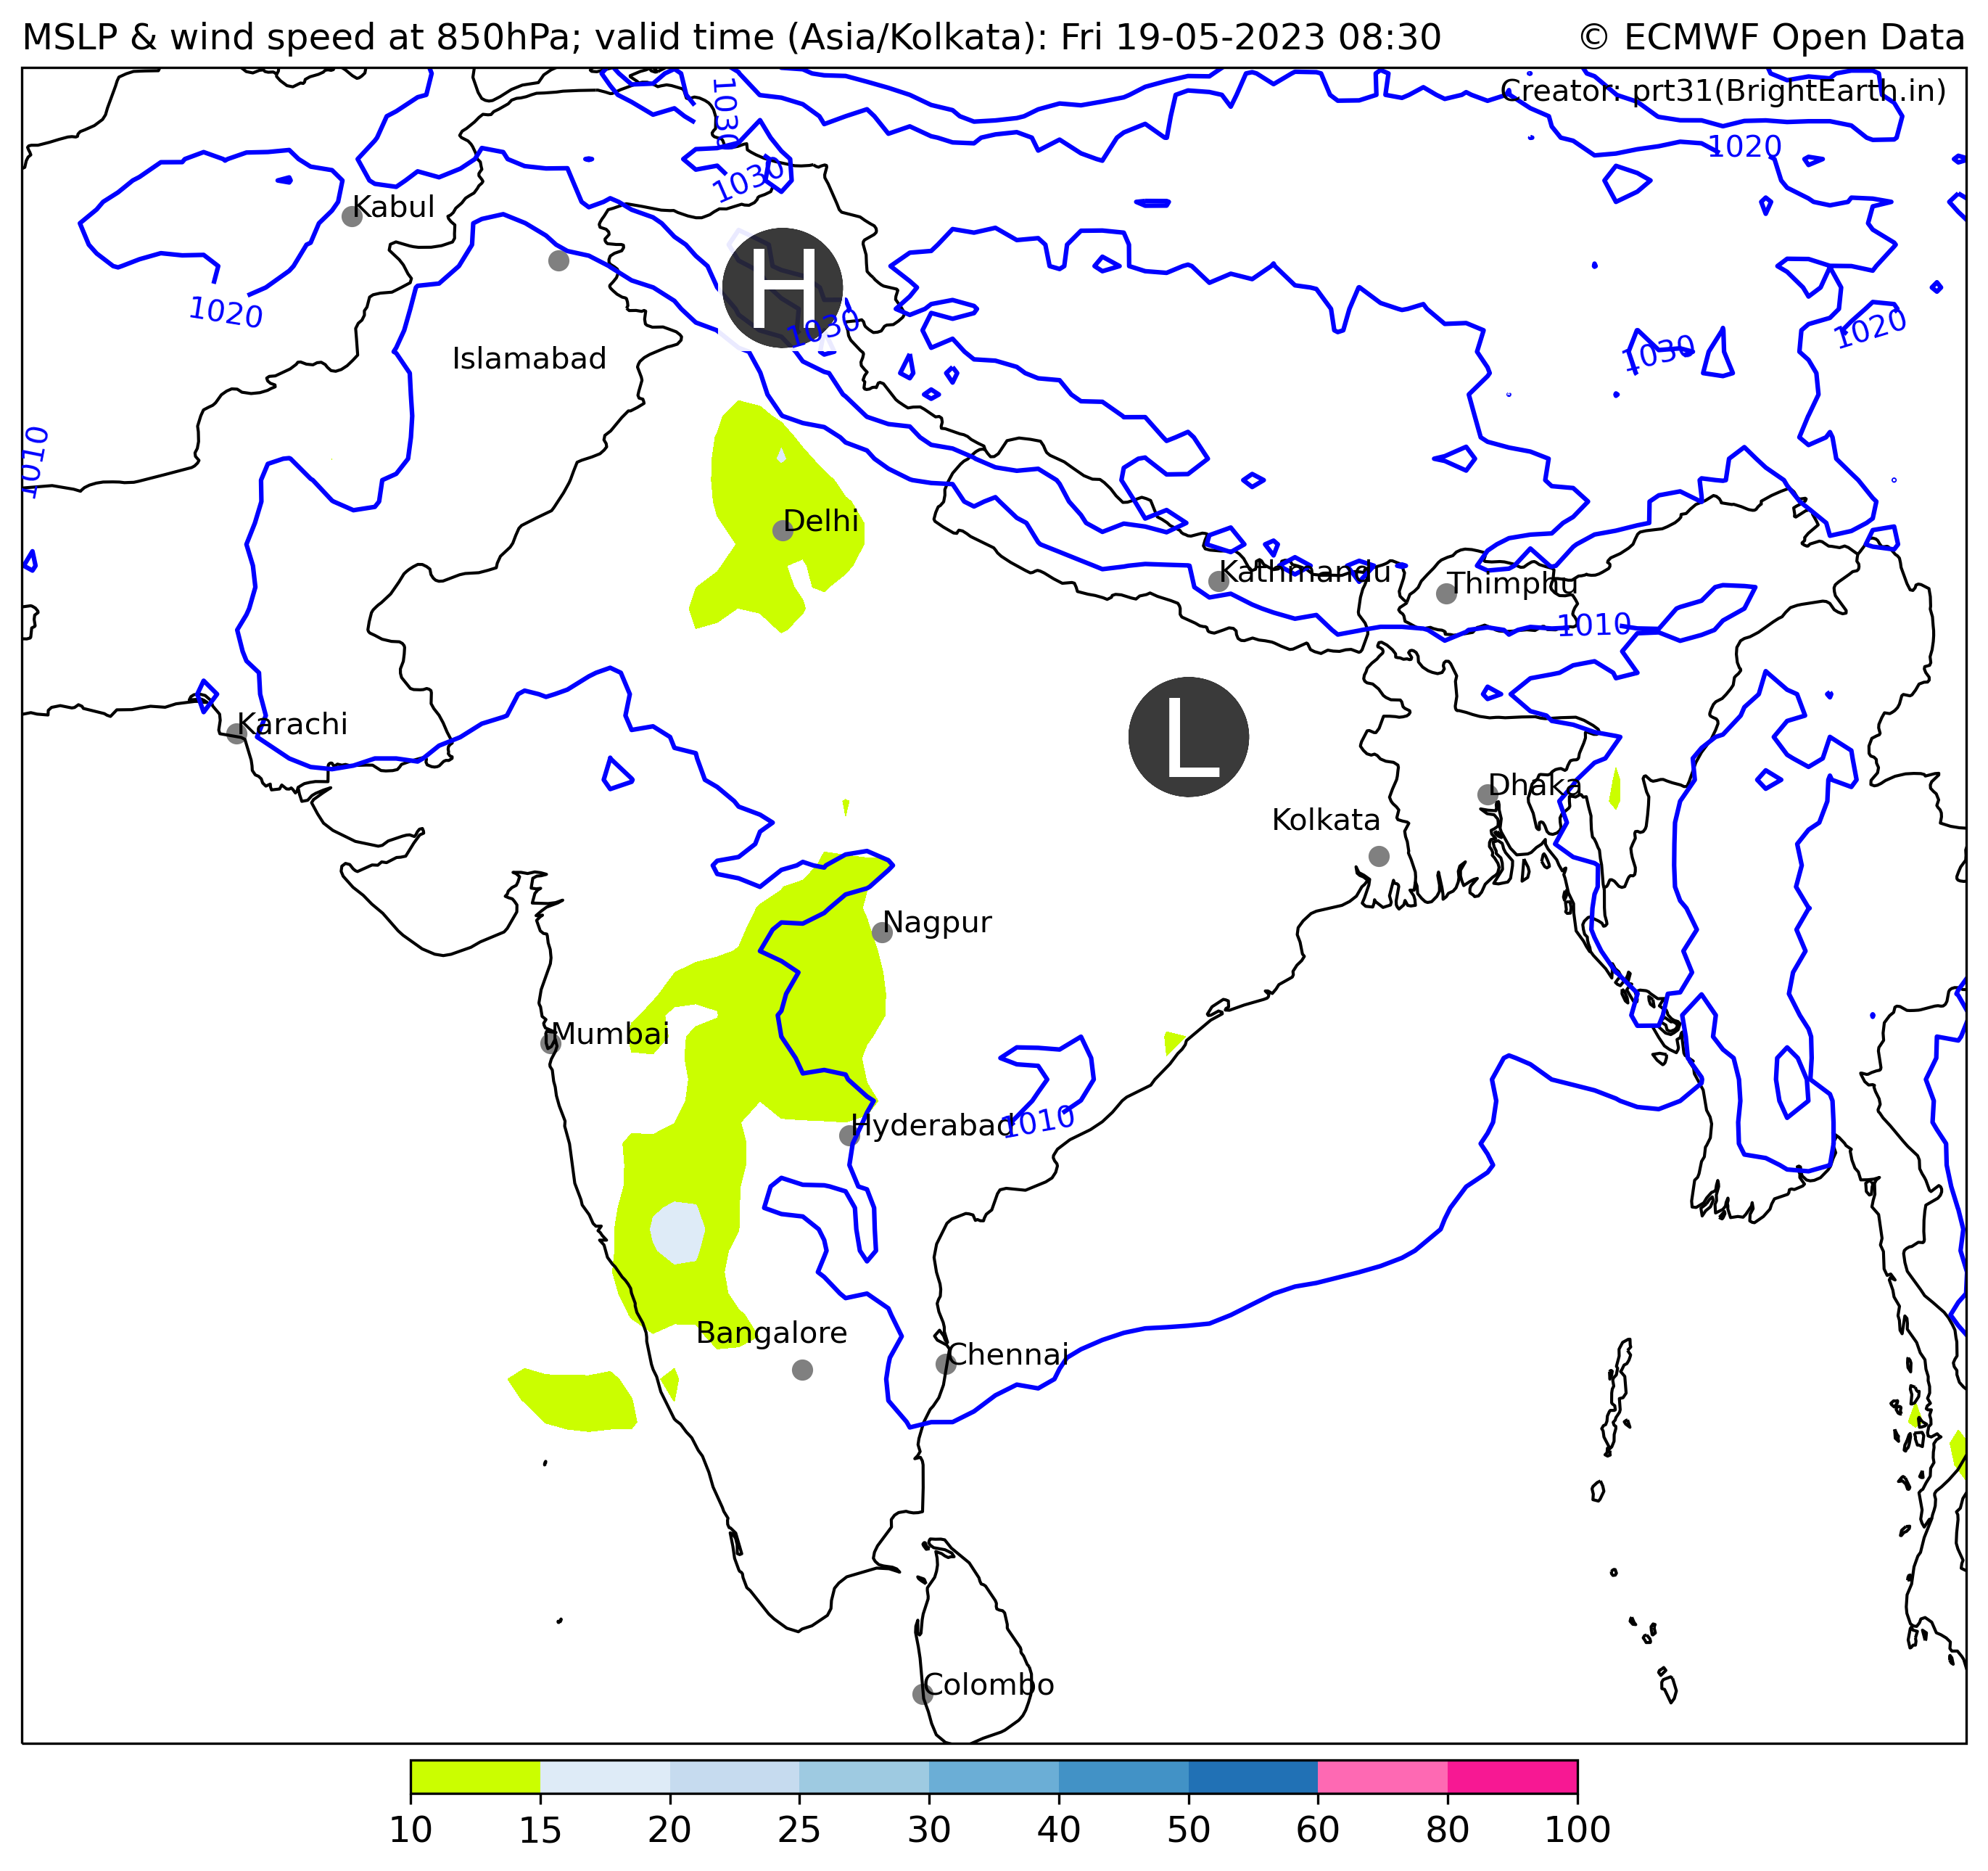 MSLP & wind speed at 850hPa; valid time (Asia/Kolkata): Fri 19-05-2023 08:30
© ECMWF Open Data
Creator: prt31(BrightEarth.in)
1030
1020
1030
Kabul
H
1020
1030
1020
1030
Islamabad
1010
Delhi
Kathmandu
Thimphu
1010
Karachi
L
Dhaka
Kolkata
Nagpur
Mumbai
Hyderabad
1010
Bangalore
Chennai
Colombo
10 15 20 25 30 40 50 60 80 100